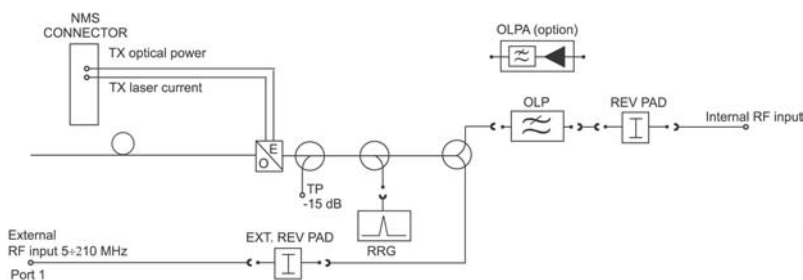 NMS
CONNECTOR
TX optical power
TX laser current
OLPA (option)
OLP
REV PAD
Internal RF input
E
O
TP
-15 dB
RRG
External
RF input 5÷210 MHz
EXT. REV PAD
Port 1